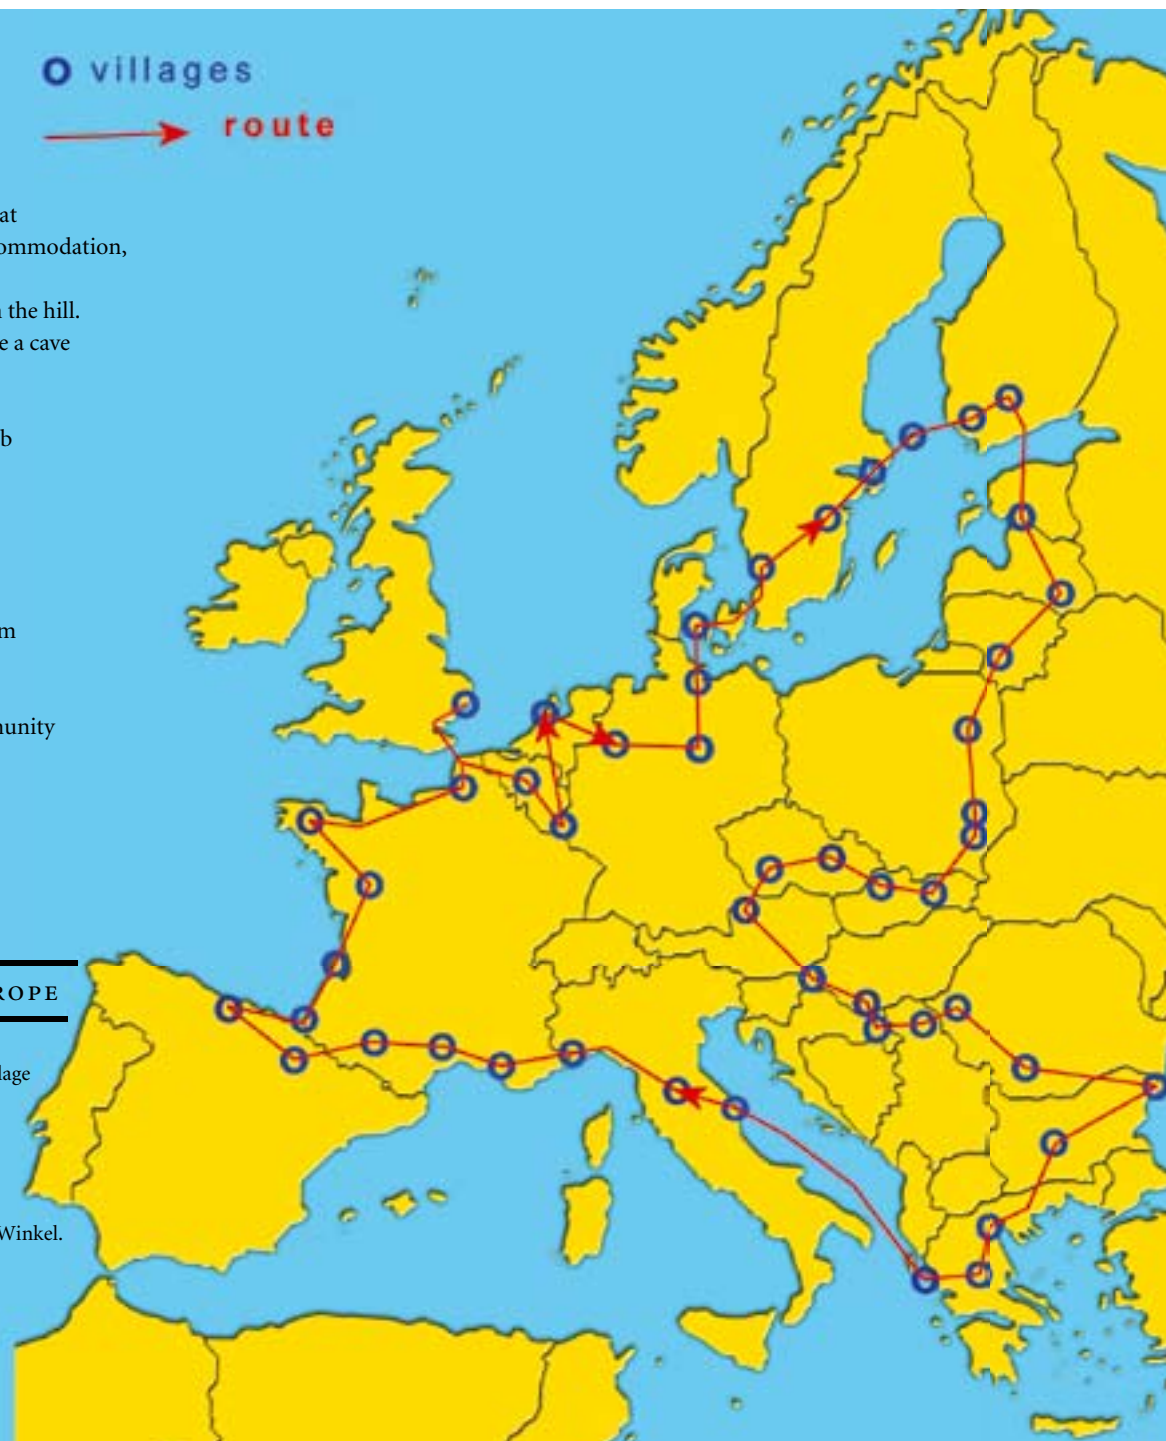 villages
route
at
ommodation,
the hill.
e a cave
b
m
unity
ROPE
lage
Winkel.